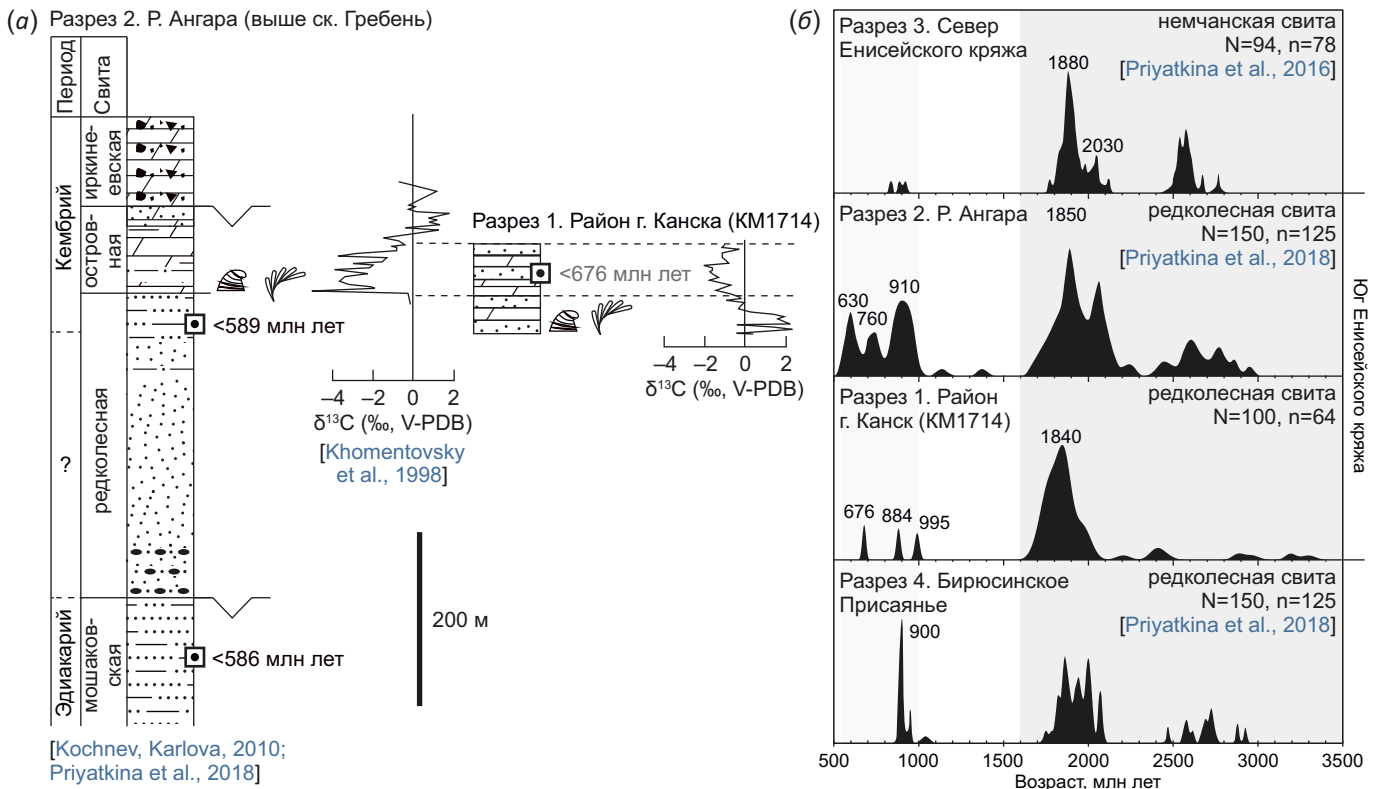 (а) Разрез 2. Р. Ангара (выше ск. Гребень)
Период
Свита
Кембрий
иркине-
евская
остров-
ная
<589 млн лет
?
редколесная
Эдиакарий
мошаков-
ская
<586 млн лет
[Kochnev, Karlova, 2010;
Priyatkina et al., 2018]
–4 –2 0 2
δ¹³C (‰, V-PDB)
[Khomentovsky
et al., 1998]
200 м
Разрез 1. Район г. Канска (КМ1714)
<676 млн лет
–4 –2 0 2
δ¹³C (‰, V-PDB)
(б)
Разрез 3. Север
Енисейского кряжа
немчанская свита
N=94, n=78
[Priyatkina et al., 2016]
1880
2030
Разрез 2. Р. Ангара
редколесная свита
N=150, n=125
[Priyatkina et al., 2018]
630
760
910
1850
Разрез 1. Район
г. Канск (КМ1714)
редколесная свита
N=100, n=64
676
884
995
1840
Разрез 4. Бирюсинское
Присаянье
редколесная свита
N=150, n=125
[Priyatkina et al., 2018]
900
500 1000 1500 2000 2500 3000 3500
Возраст, млн лет
Юг Енисейского кряжа